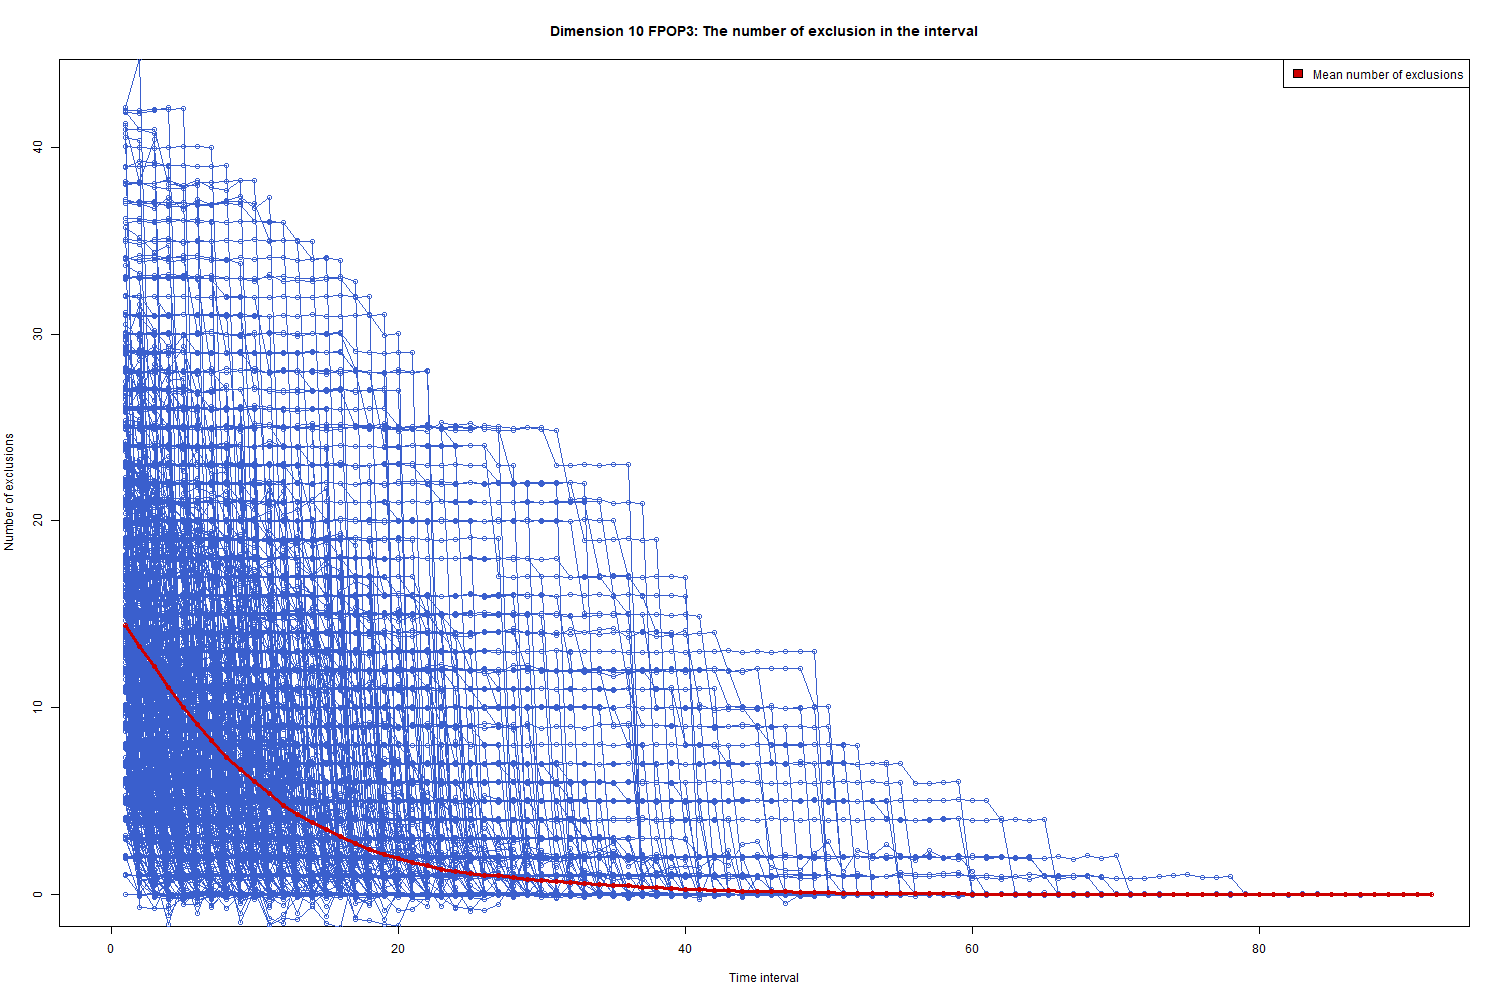 Dimension 10 FPOP3: The number of exclusion in the interval
Mean number of exclusions
Number of exclusions
40
30
20
10
0
0 20 40 60 80
Time interval